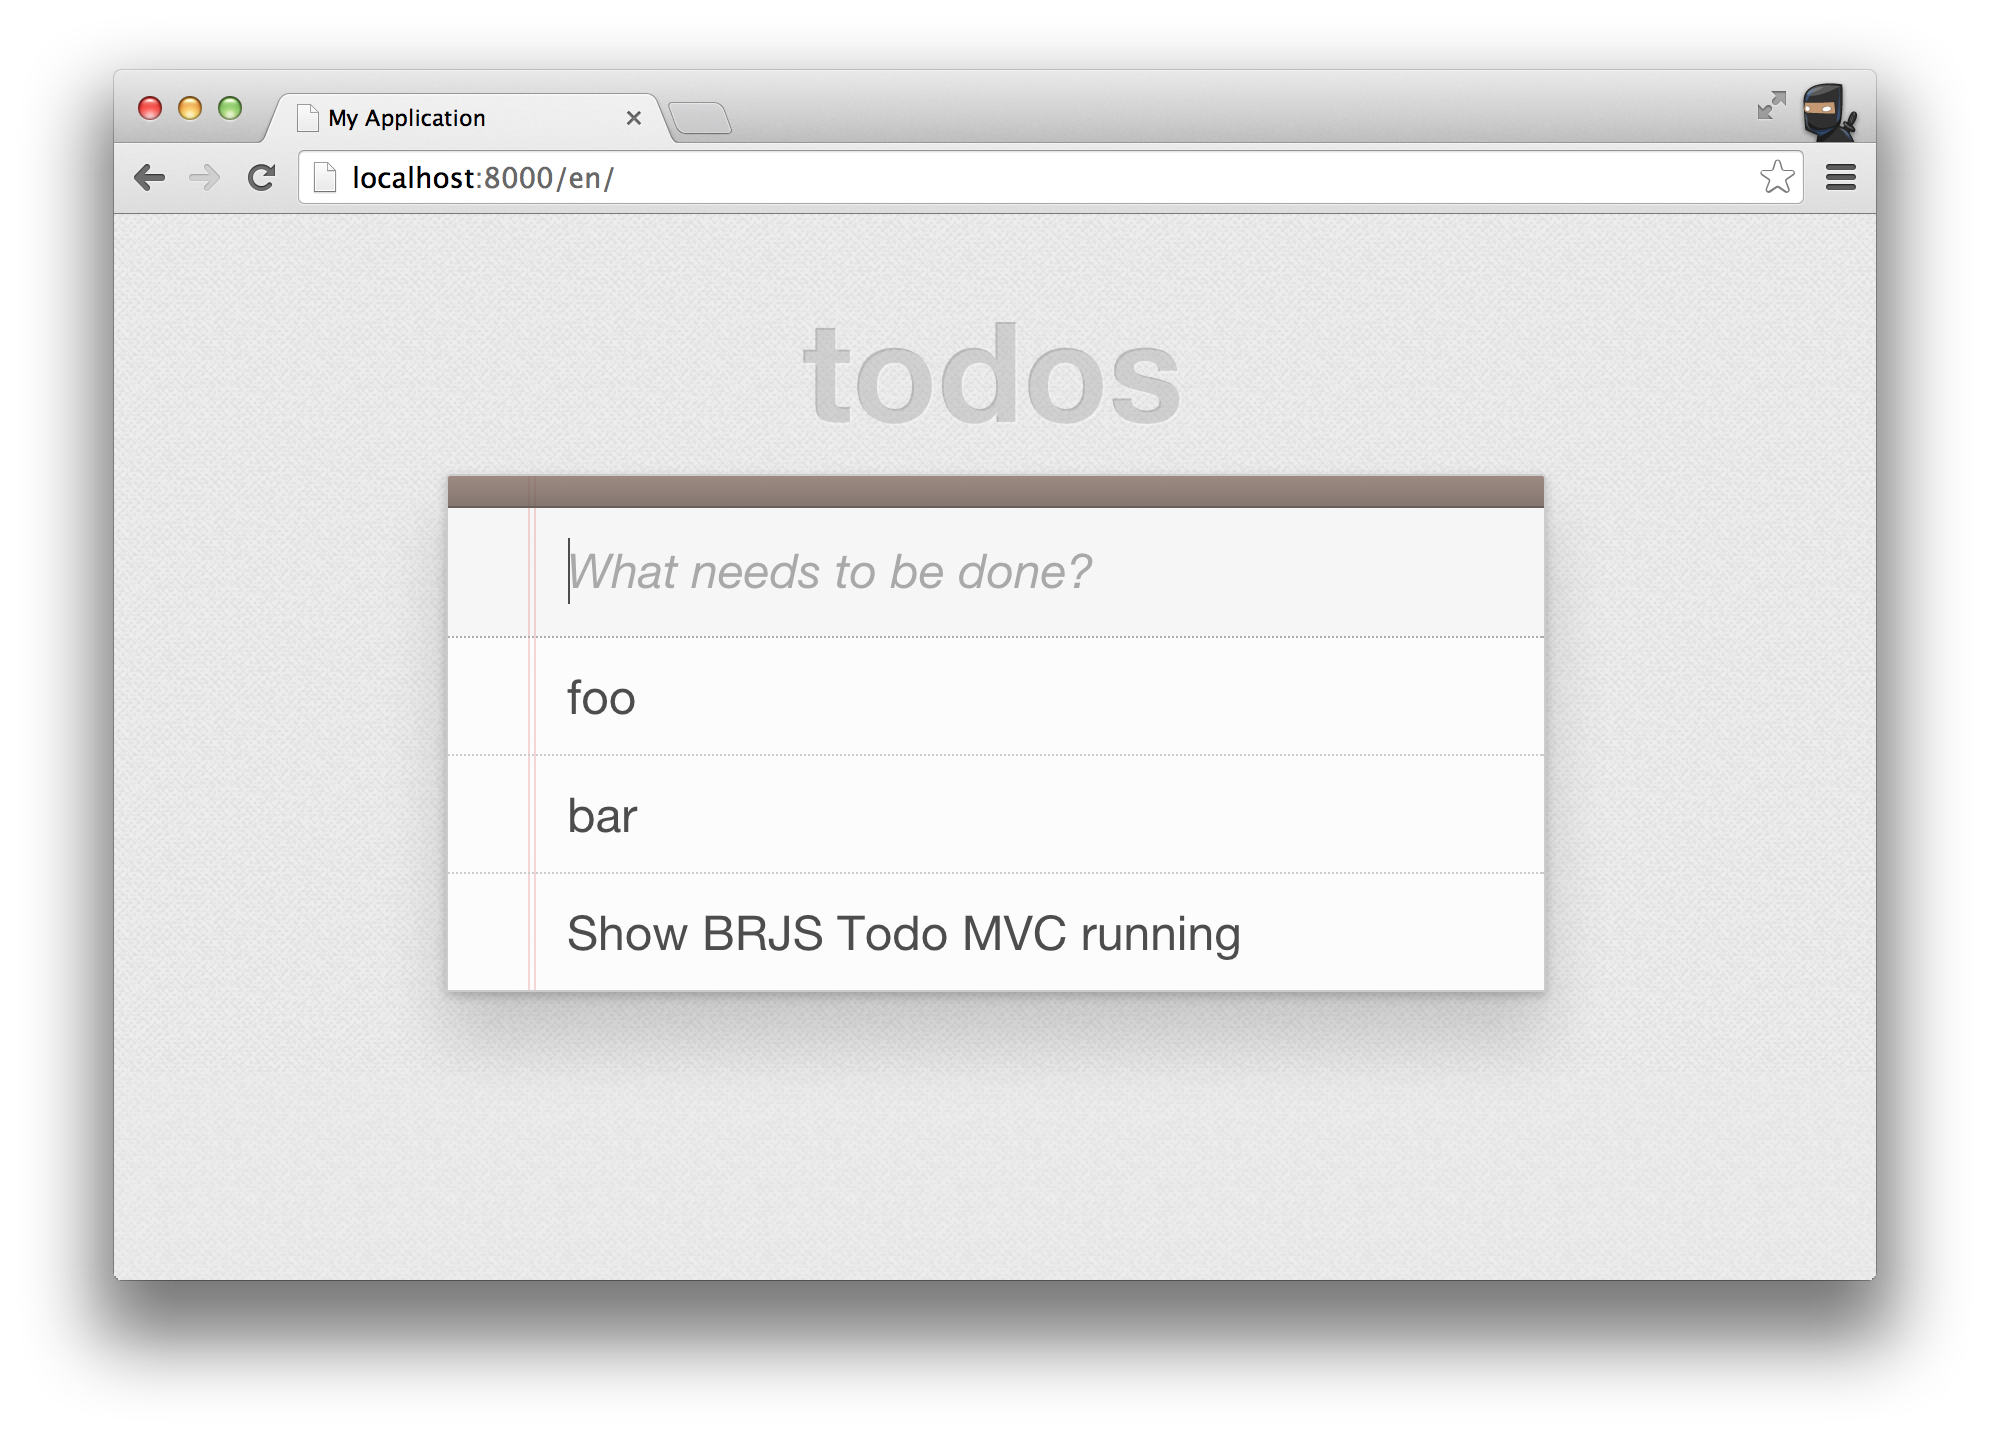 My Application
localhost:8000/en/
todos
What needs to be done?
foo
bar
Show BRJS Todo MVC running